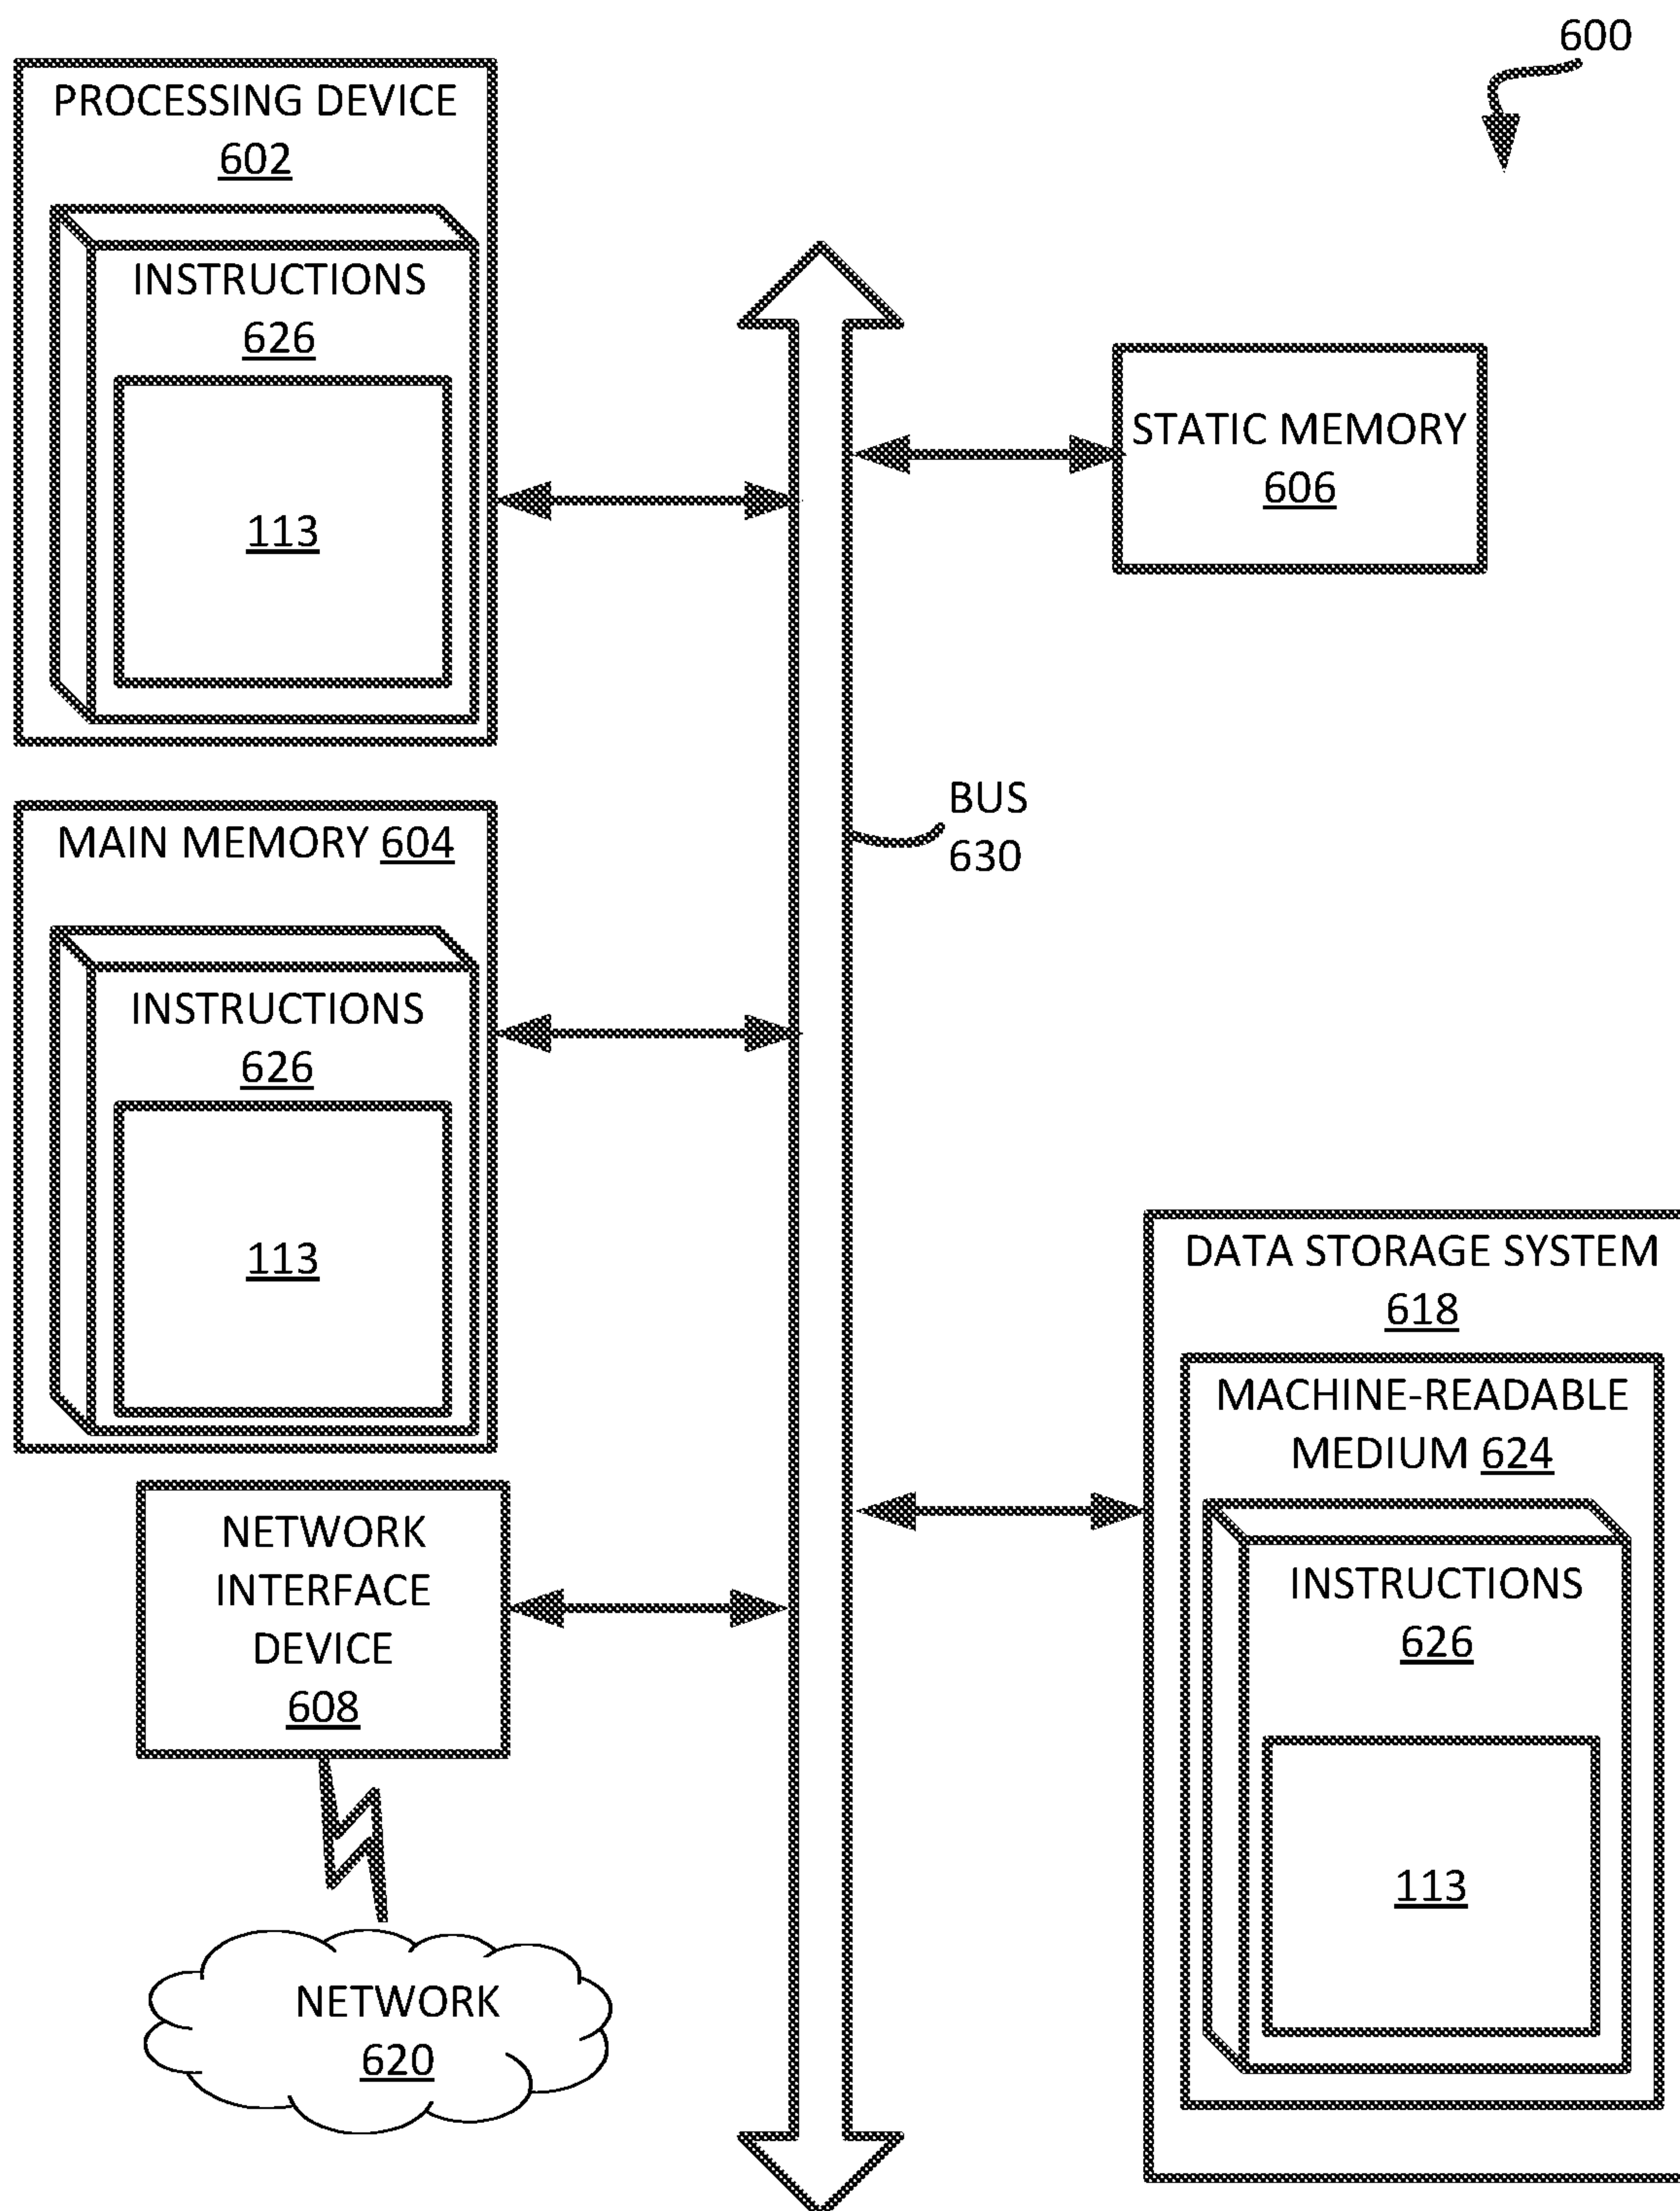 600
PROCESSING DEVICE
602
INSTRUCTIONS
626
113
STATIC MEMORY
606
BUS
630
MAIN MEMORY 604
INSTRUCTIONS
626
113
DATA STORAGE SYSTEM
618
MACHINE-READABLE
MEDIUM 624
INSTRUCTIONS
626
113
NETWORK
INTERFACE
DEVICE
608
NETWORK
620